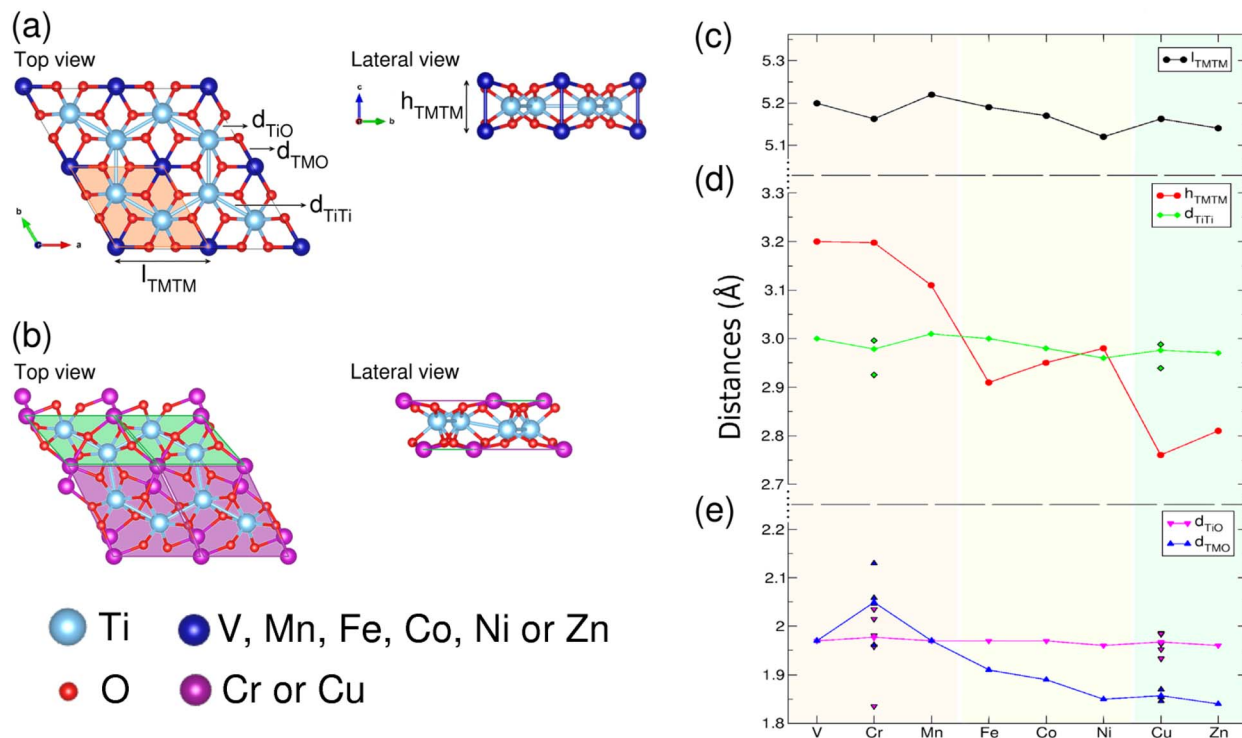 (a)
Top view
Lateral view
h_TMTM
c
b
d_TiO
d_TMO
d_TiTi
b
a
l_TMTM
(b)
Top view
Lateral view
Ti
V, Mn, Fe, Co, Ni or Zn
O
Cr or Cu
(c)
5.3
5.2
5.1
l_TMTM
(d)
3.3
3.2
3.1
3.0
2.9
2.8
2.7
h_TMTM
d_TiTi
Distances (Å)
(e)
2.2
2.1
2
1.9
1.8
d_TiO
d_TMO
V Cr Mn Fe Co Ni Cu Zn